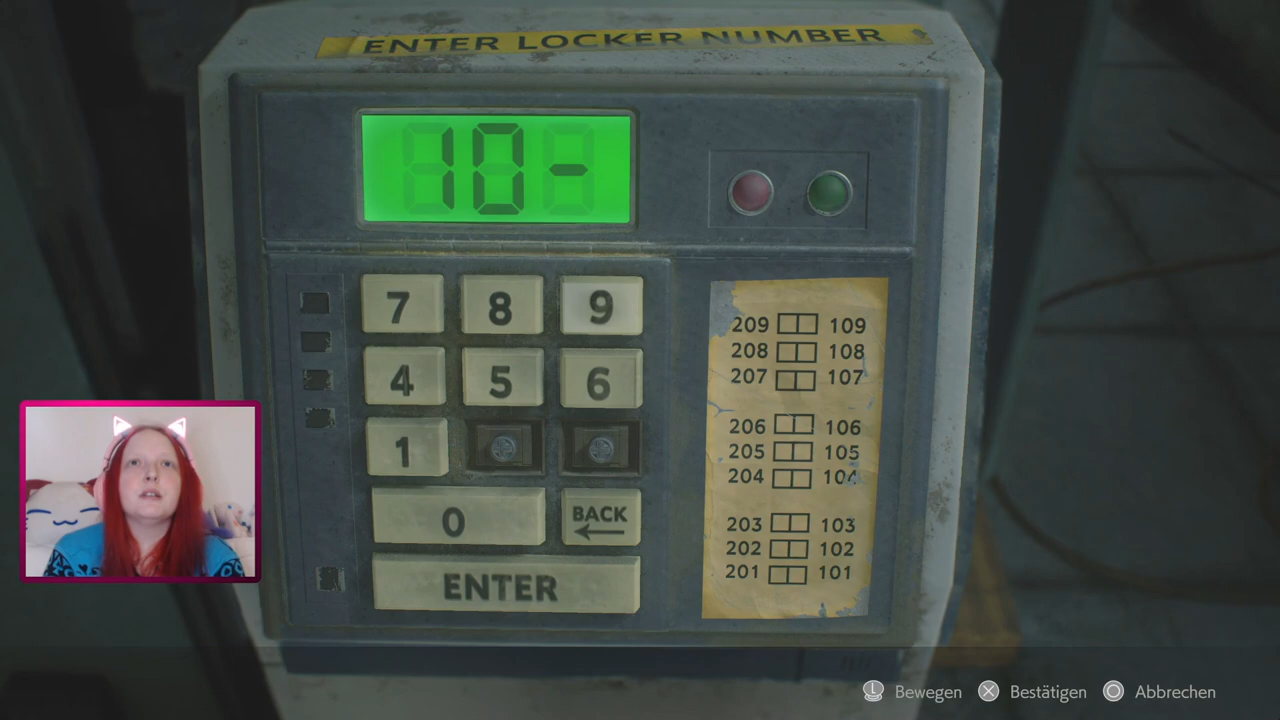 ENTER LOCKER NUMBER
10-
7 8 9
4 5 6
1
0 BACK
ENTER
209 109
208 108
207 107
206 106
205 105
204 104
203 103
202 102
201 101
L Bewegen Bestätigen Abbrechen